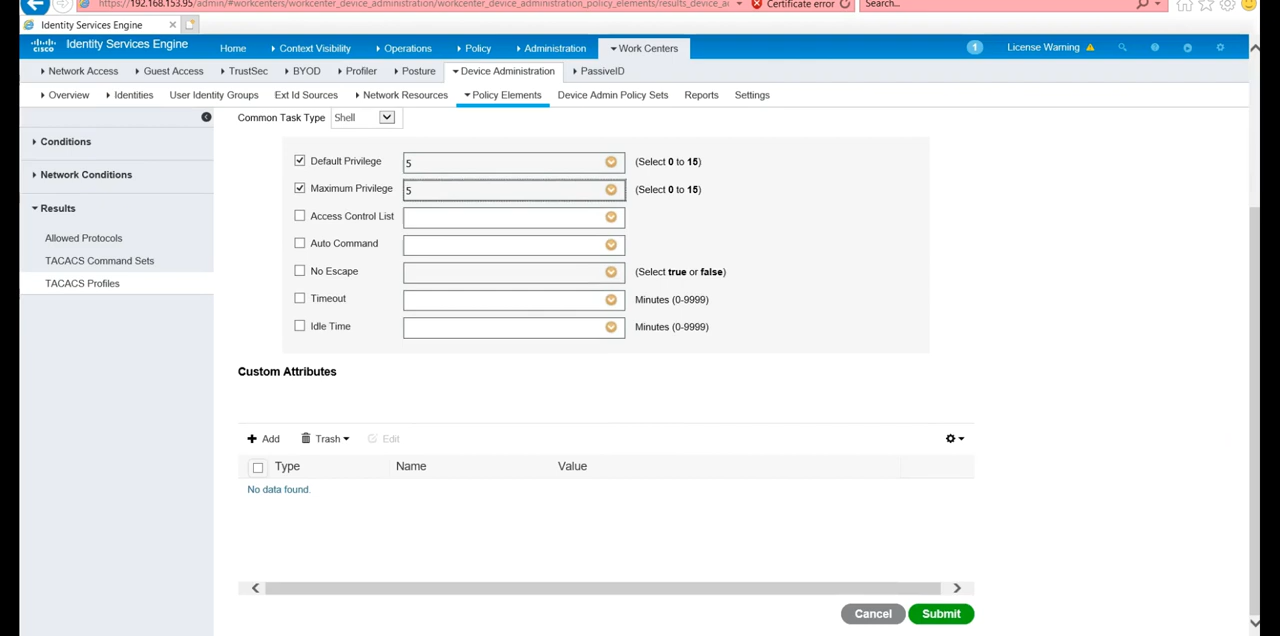 https://192.168.153.95/admin/#workcenters/workcenter_device_administration/workcenter_device_administration_policy_elements/results_device_a Certificate error Search...
Identity Services Engine
CISCO Identity Services Engine Home Context Visibility Operations Policy Administration Work Centers 1 License Warning
Network Access Guest Access TrustSec BYOD Profiler Posture Device Administration PassiveID
Overview Identities User Identity Groups Ext Id Sources Network Resources Policy Elements Device Admin Policy Sets Reports Settings
Common Task Type Shell
Conditions
Network Conditions
Results
Allowed Protocols
TACACS Command Sets
TACACS Profiles
Default Privilege 5 (Select 0 to 15)
Maximum Privilege 5 (Select 0 to 15)
Access Control List
Auto Command
No Escape (Select true or false)
Timeout Minutes (0-9999)
Idle Time Minutes (0-9999)
Custom Attributes
Add Trash Edit
Type Name Value
No data found.
Cancel Submit